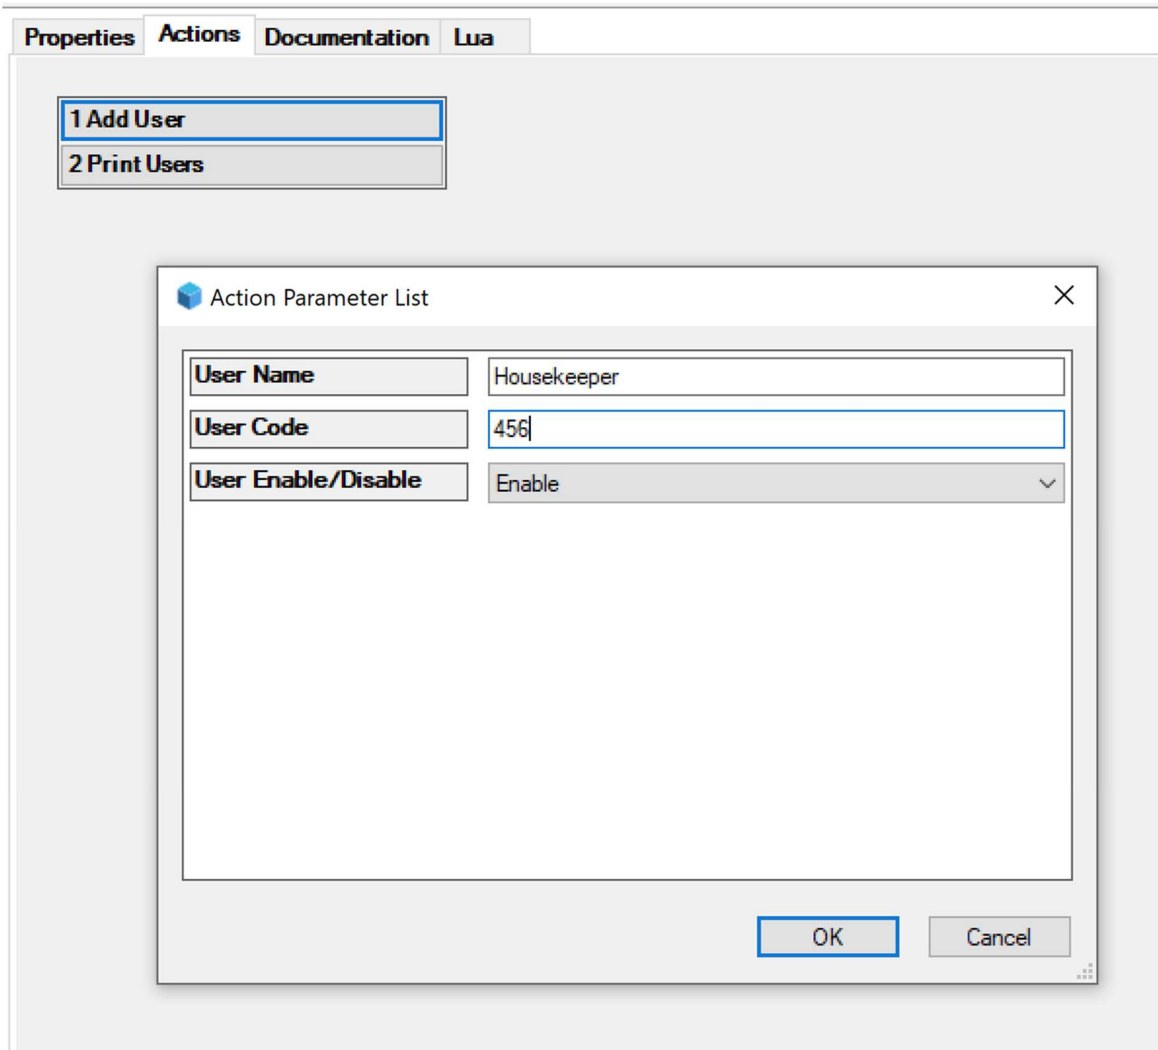 Properties Actions Documentation Lua
1 Add User
2 Print Users
Action Parameter List
User Name Housekeeper
User Code 456
User Enable/Disable Enable
OK Cancel